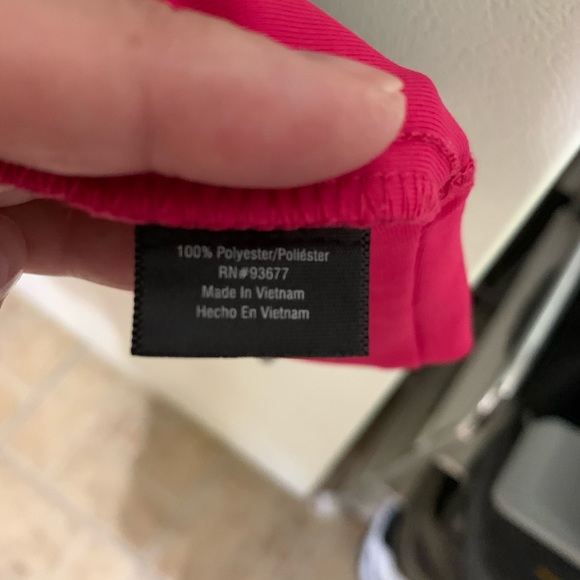 100% Polyester/Poliéster
RN#93677
Made In Vietnam
Hecho En Vietnam